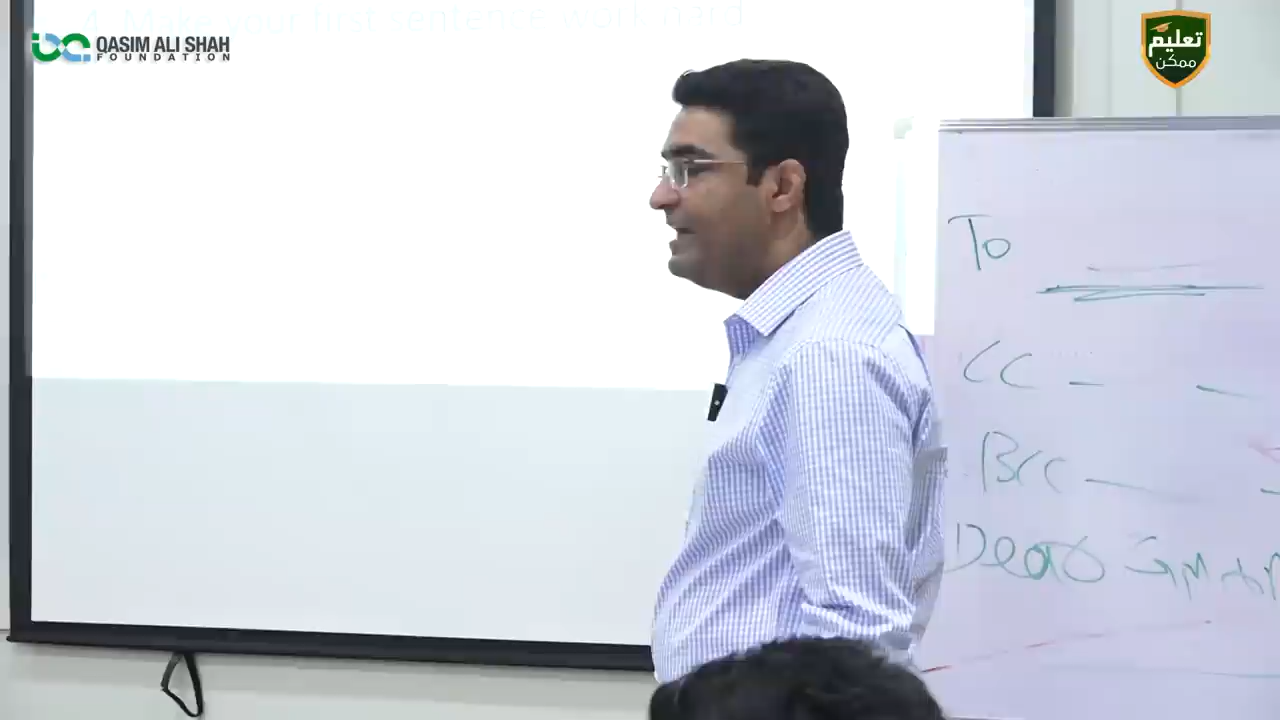 4. Make your first sentence work hard
QASIM ALI SHAH
FOUNDATION
تعلیم
ممکن
To
CC
BCC
Dear